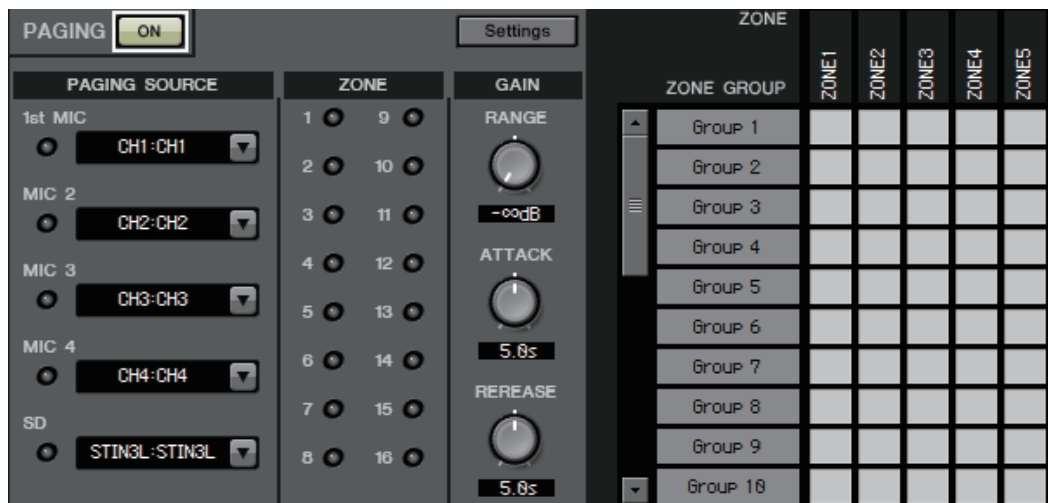 PAGING ON Settings
PAGING SOURCE
1st MIC
CH1:CH1
MIC 2
CH2:CH2
MIC 3
CH3:CH3
MIC 4
CH4:CH4
SD
STIN3L:STIN3L
ZONE
1 9
2 10
3 11
4 12
5 13
6 14
7 15
8 16
GAIN
RANGE
-∞dB
ATTACK
5.0s
REREASE
5.0s
ZONE
ZONE1 ZONE2 ZONE3 ZONE4 ZONE5
ZONE GROUP
Group 1
Group 2
Group 3
Group 4
Group 5
Group 6
Group 7
Group 8
Group 9
Group 10